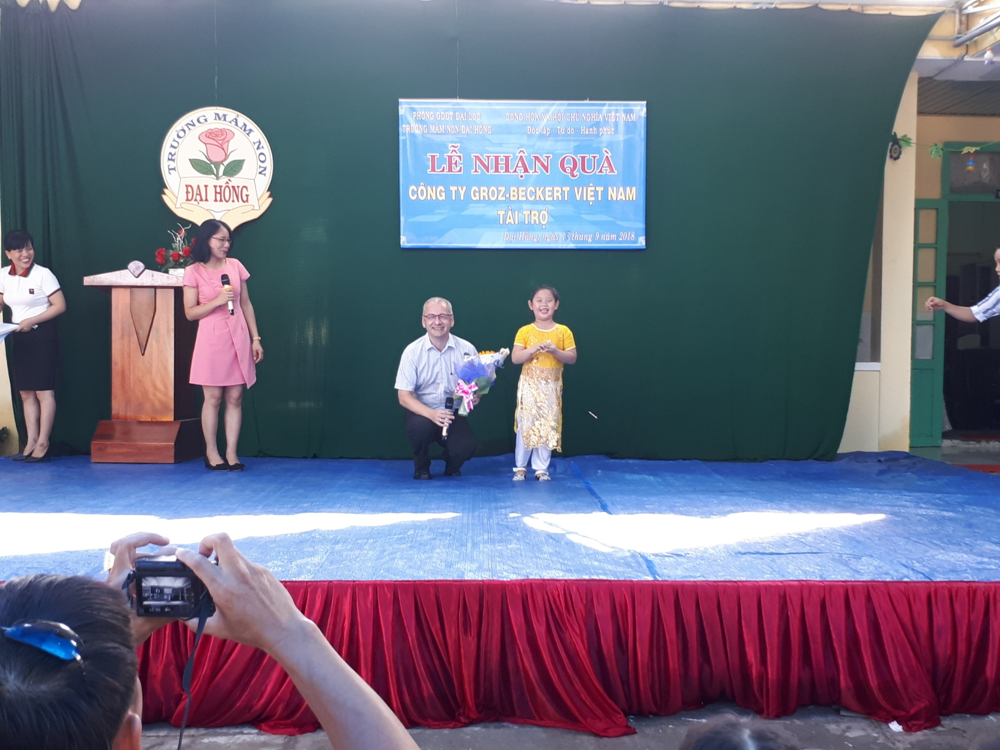 TRƯỜNG MẦM NON
ĐẠI HỒNG
PHÒNG GDĐT ĐẠI LỘC
TRƯỜNG MẦM NON ĐẠI HỒNG
CỘNG HÒA XÃ HỘI CHỦ NGHĨA VIỆT NAM
Độc lập - Tự do - Hạnh phúc
LỄ NHẬN QUÀ
CÔNG TY GROZ-BECKERT VIỆT NAM
TÀI TRỢ
Đại Hồng, ngày 13 tháng 9 năm 2018